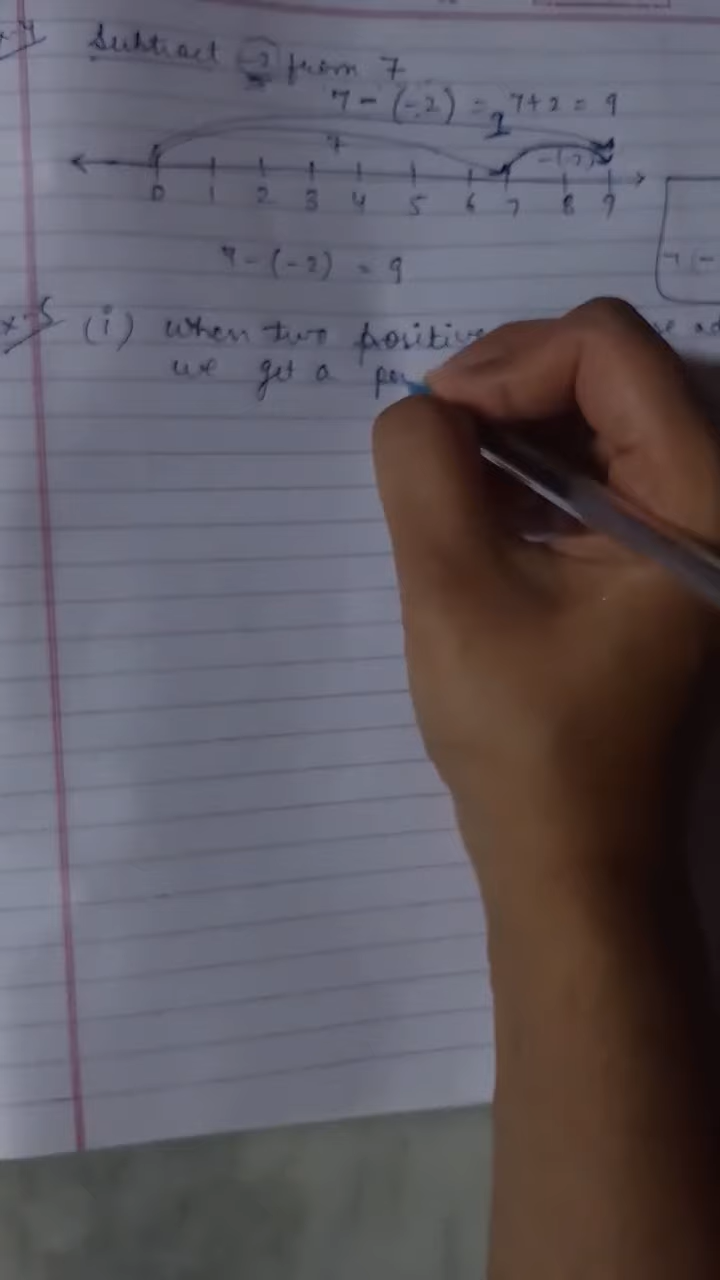 Subtract -2 from 7
7 - (-2) = 7+2 = 9
7 -(-2)
0 1 2 3 4 5 6 7 8 9
7 - (-2) = 9
(i) when two positive
we get a